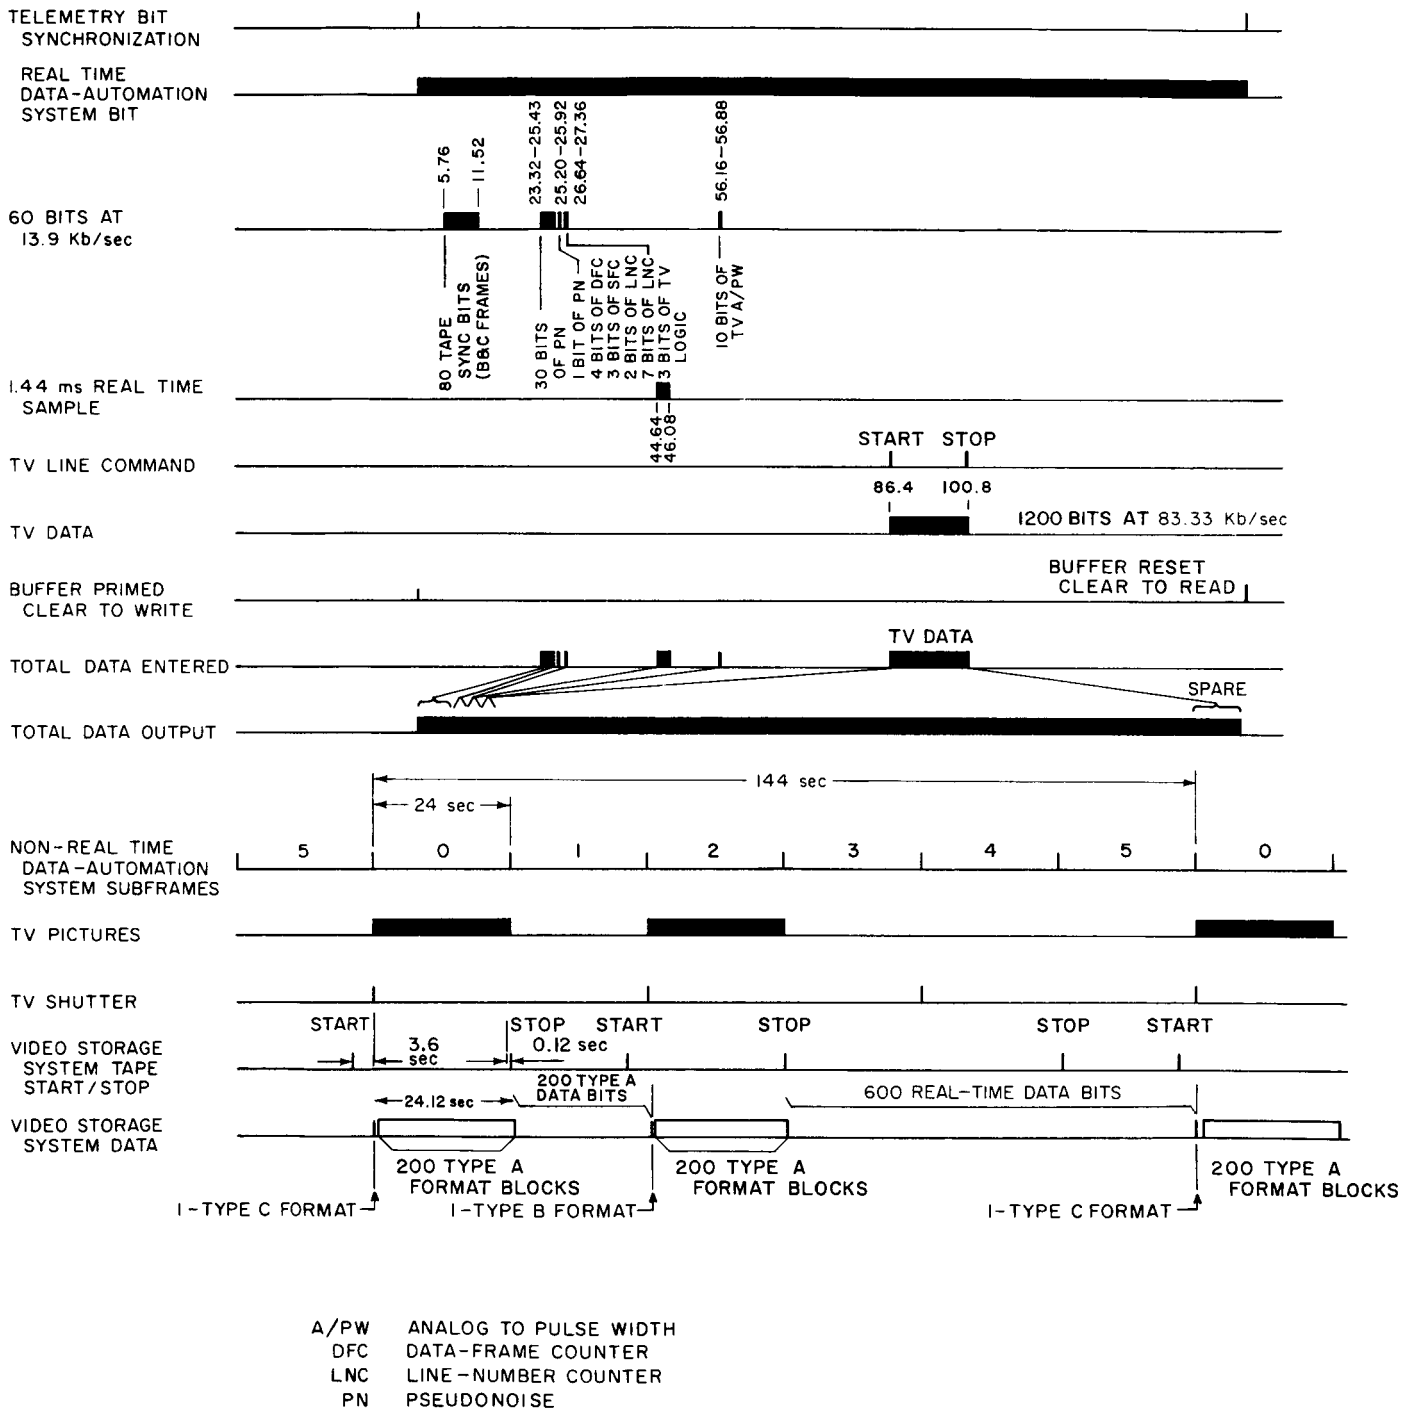 TELEMETRY BIT
SYNCHRONIZATION
REAL TIME
DATA-AUTOMATION
SYSTEM BIT
5.76
11.52
23.32-25.43
25.20-25.92
26.64-27.36
56.16-56.88
60 BITS AT
13.9 Kb/sec
80 TAPE
SYNC BITS
(B&C FRAMES)
30 BITS
OF PN
1 BIT OF PN
4 BITS OF DFC
3 BITS OF SFC
2 BITS OF LNC
7 BITS OF LNC
3 BITS OF TV
LOGIC
10 BITS OF
TV A/PW
1.44 ms REAL TIME
SAMPLE
44.64
46.08
START STOP
TV LINE COMMAND
86.4 100.8
1200 BITS AT 83.33 Kb/sec
TV DATA
BUFFER PRIMED
CLEAR TO WRITE
BUFFER RESET
CLEAR TO READ
TV DATA
TOTAL DATA ENTERED
SPARE
TOTAL DATA OUTPUT
144 sec
24 sec
NON-REAL TIME
DATA-AUTOMATION
SYSTEM SUBFRAMES
5 0 1 2 3 4 5 0
TV PICTURES
TV SHUTTER
START STOP START STOP STOP START
VIDEO STORAGE
SYSTEM TAPE
START/STOP
3.6
sec
0.12 sec
200 TYPE A
DATA BITS
600 REAL-TIME DATA BITS
24.12 sec
VIDEO STORAGE
SYSTEM DATA
200 TYPE A
FORMAT BLOCKS
200 TYPE A
FORMAT BLOCKS
200 TYPE A
FORMAT BLOCKS
1-TYPE C FORMAT
1-TYPE B FORMAT
1-TYPE C FORMAT
A/PW ANALOG TO PULSE WIDTH
DFC DATA-FRAME COUNTER
LNC LINE-NUMBER COUNTER
PN PSEUDONOISE